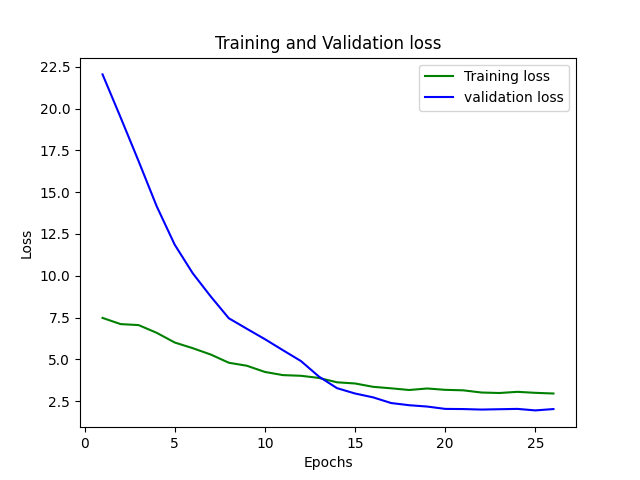 Training and Validation loss
Training loss
validation loss
22.5
20.0
17.5
15.0
12.5
10.0
7.5
5.0
2.5
Loss
0 5 10 15 20 25
Epochs